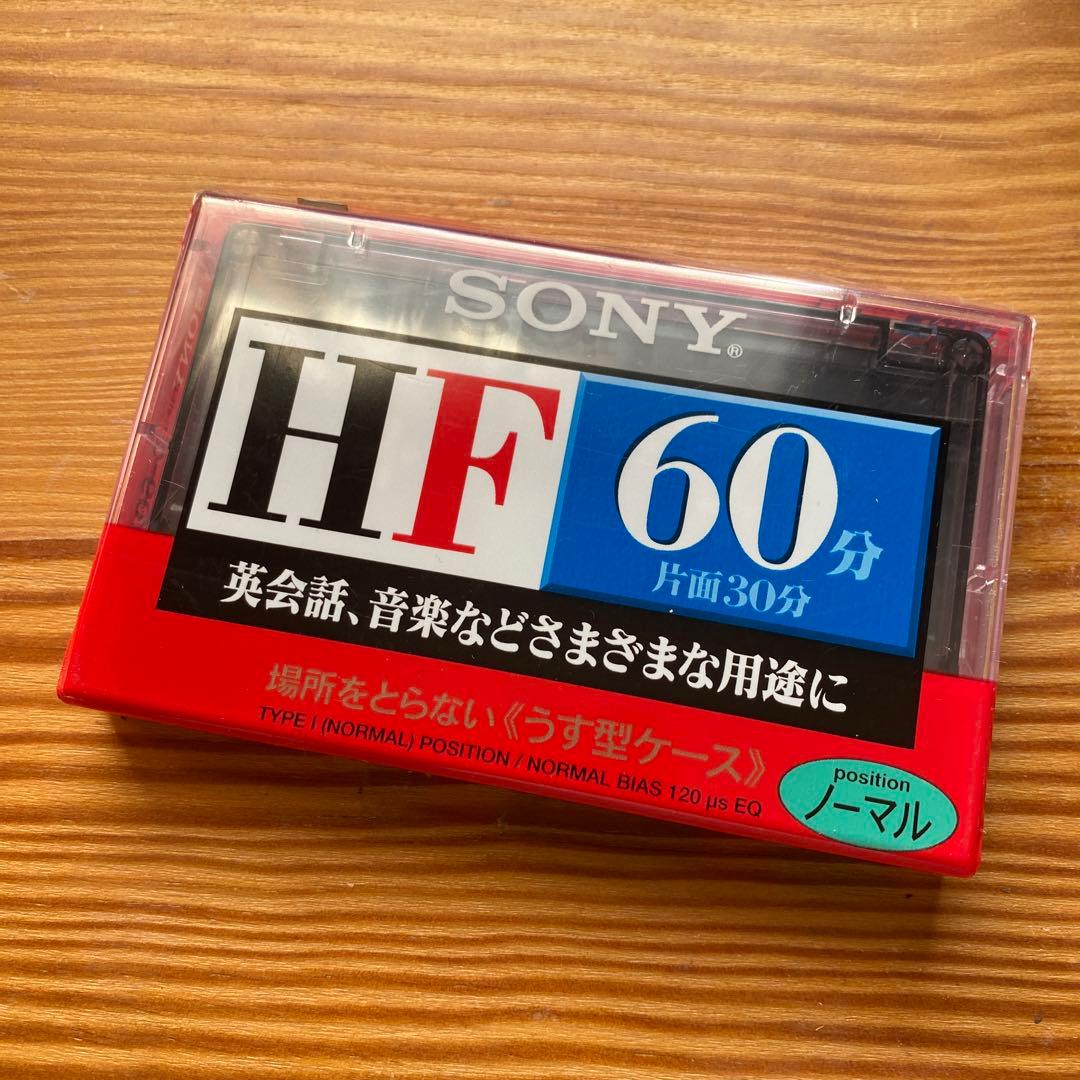 SONY®
HF 60分
片面30分
英会話、音楽などさまざまな用途に
場所をとらない《うす型ケース》
TYPE I (NORMAL) POSITION / NORMAL BIAS 120 µs EQ
position
ノーマル